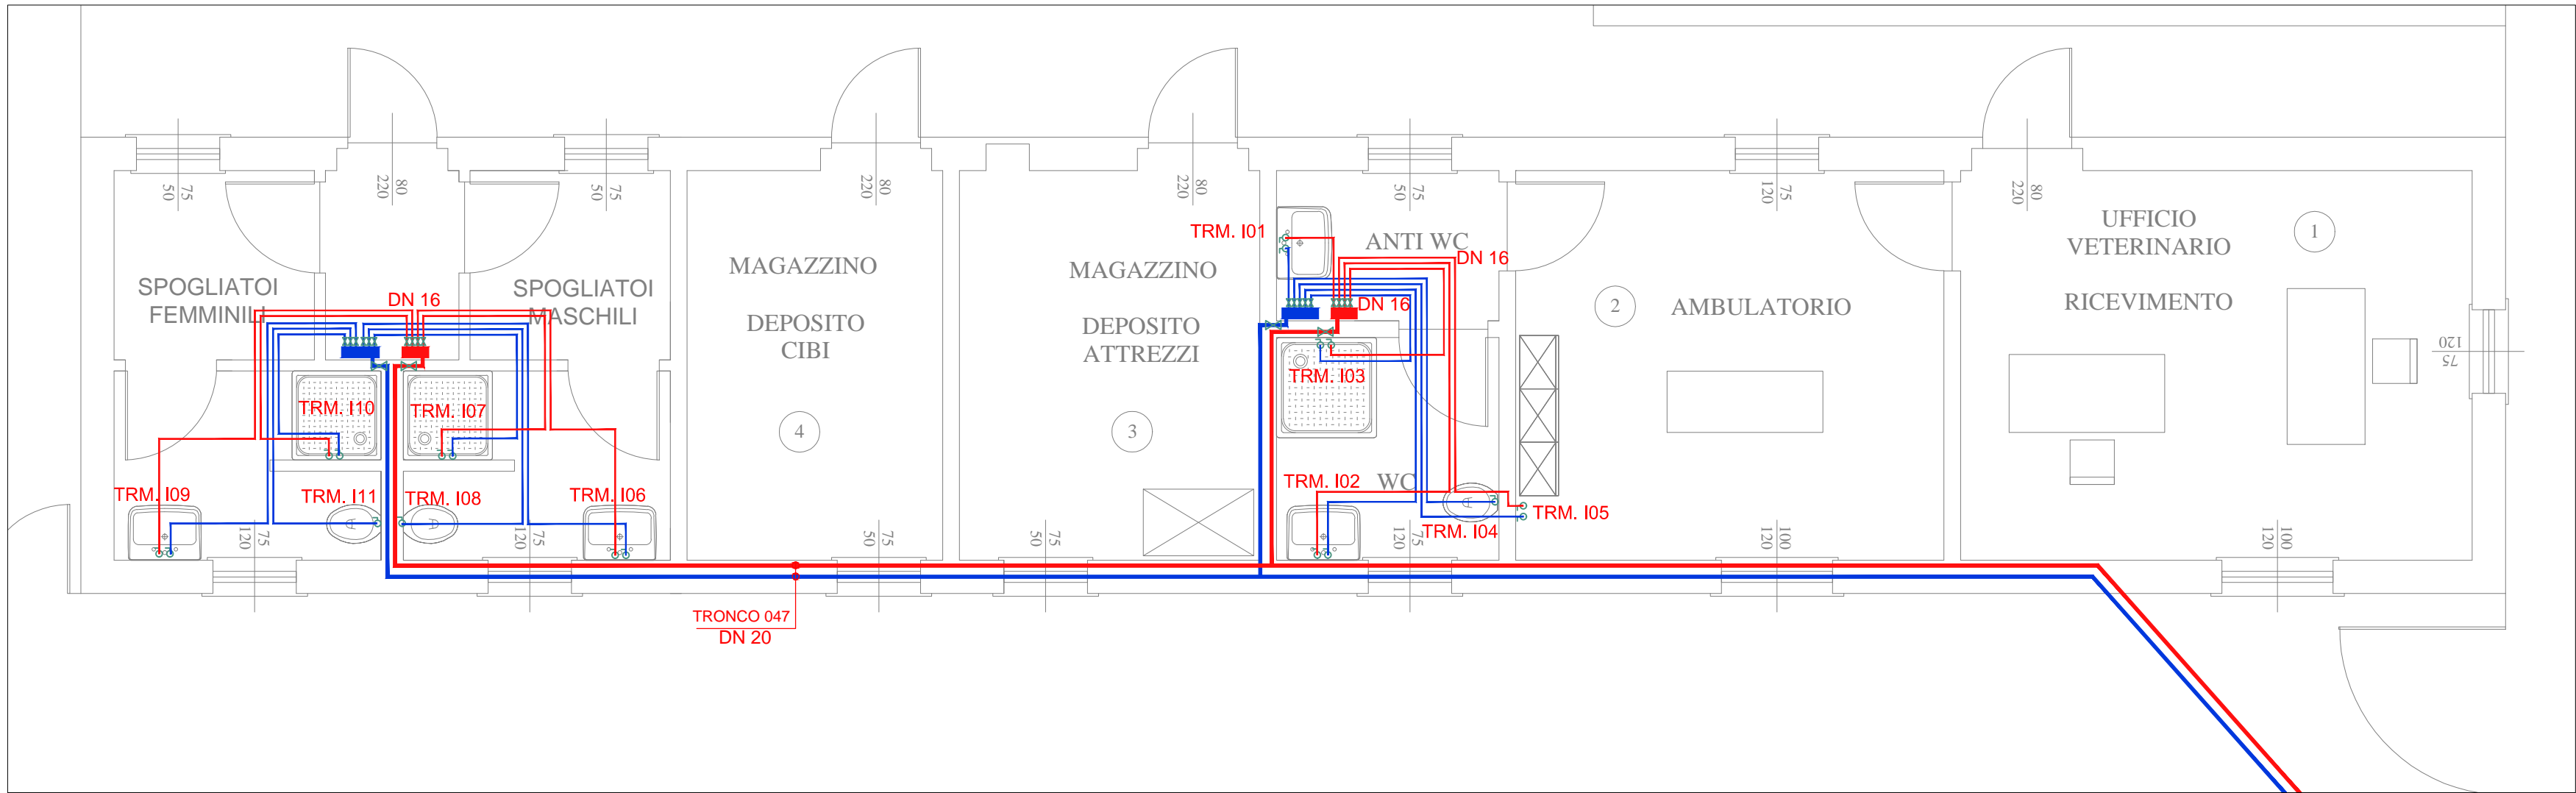 75
50
80
220
75
50
80
220
80
220
75
50
75
120
80
220
SPOGLIATOI
FEMMINILI
DN 16
SPOGLIATOI
MASCHILI
MAGAZZINO
DEPOSITO
CIBI
4
MAGAZZINO
DEPOSITO
ATTREZZI
3
TRM. I01
ANTI WC
DN 16
DN 16
TRM. I03
2
AMBULATORIO
UFFICIO
VETERINARIO
RICEVIMENTO
1
120
75
TRM. I10
TRM. I07
TRM. I09
TRM. I11
TRM. I08
TRM. I06
TRM. I02
WC
TRM. I04
TRM. I05
75
120
75
120
75
50
75
50
75
120
100
120
100
120
TRONCO 047
DN 20